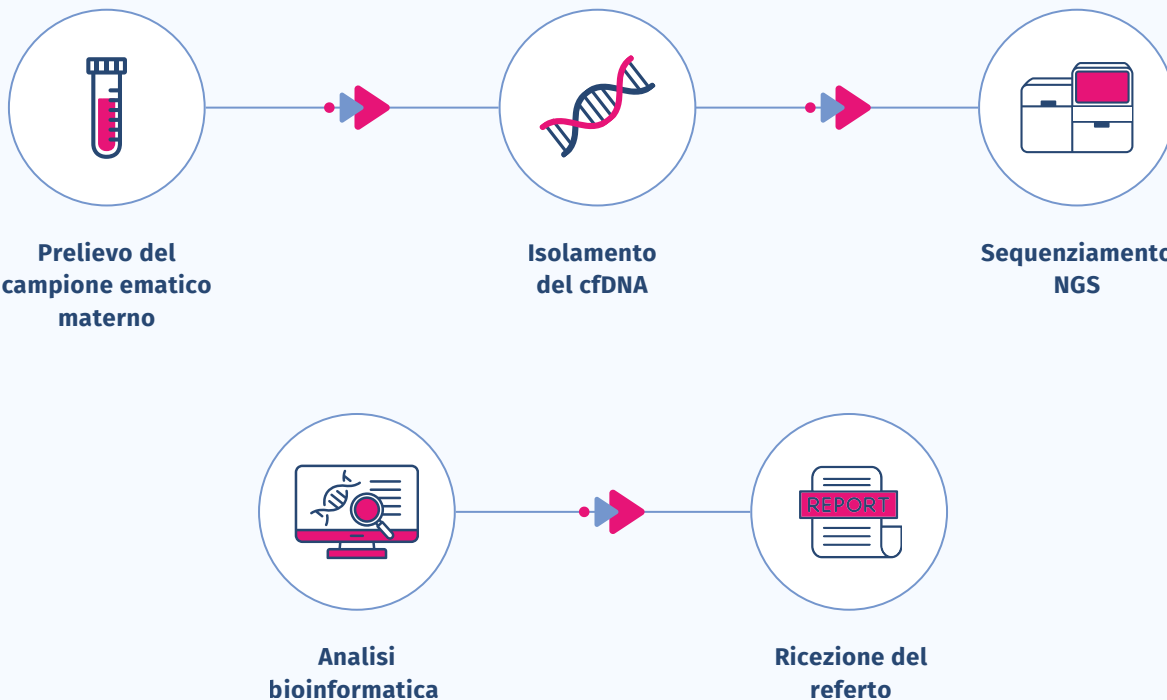 Prelievo del
campione ematico
materno
Isolamento
del cfDNA
Sequenziamento
NGS
REPORT
Analisi
bioinformatica
Ricezione del
referto